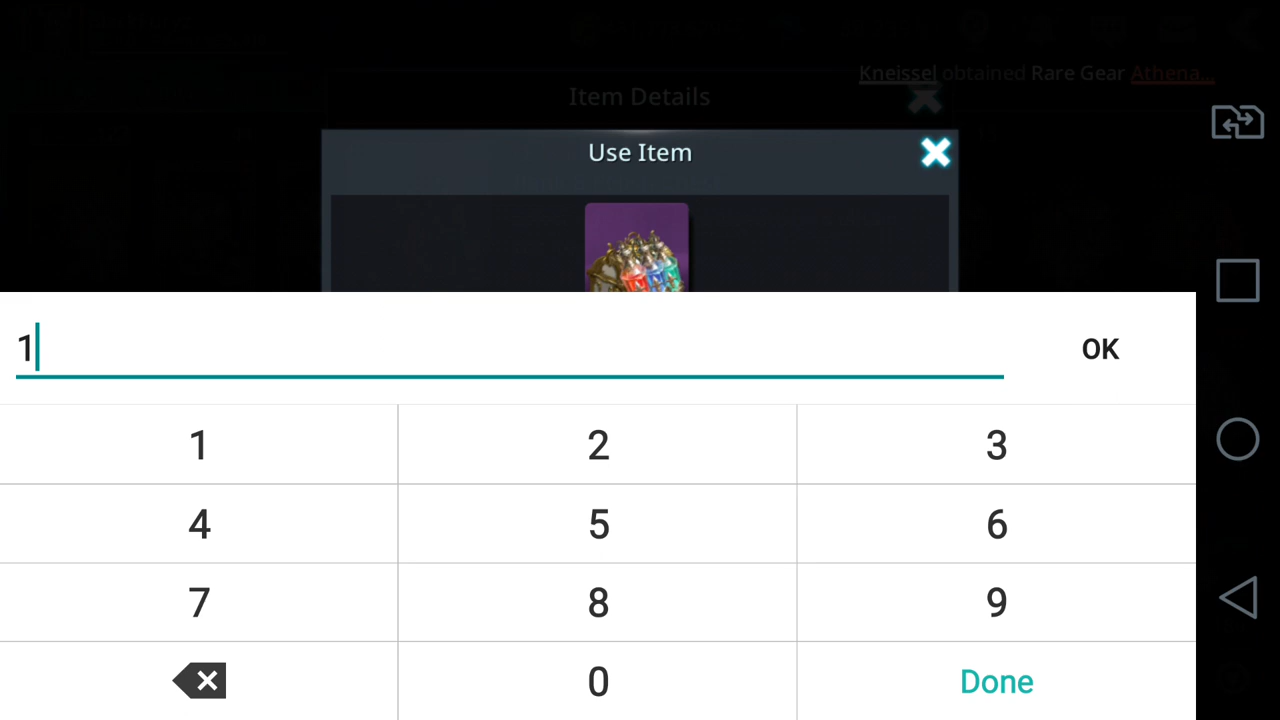 Kneissel obtained Rare Gear Athena...
Item Details
Use Item
1
OK
1 2 3
4 5 6
7 8 9
0 Done